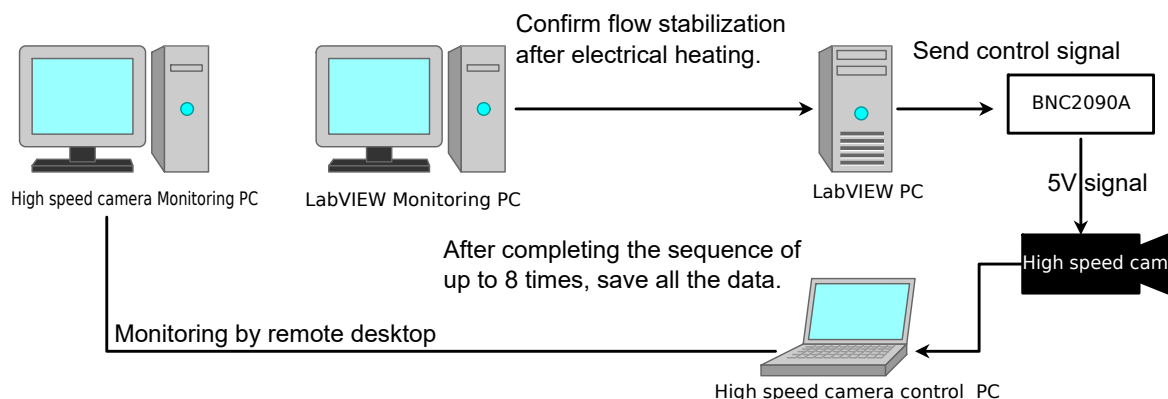 Confirm flow stabilization
after electrical heating.
Send control signal
BNC2090A
High speed camera Monitoring PC
LabVIEW Monitoring PC
LabVIEW PC
5V signal
After completing the sequence of
up to 8 times, save all the data.
High speed cam
Monitoring by remote desktop
High speed camera control PC